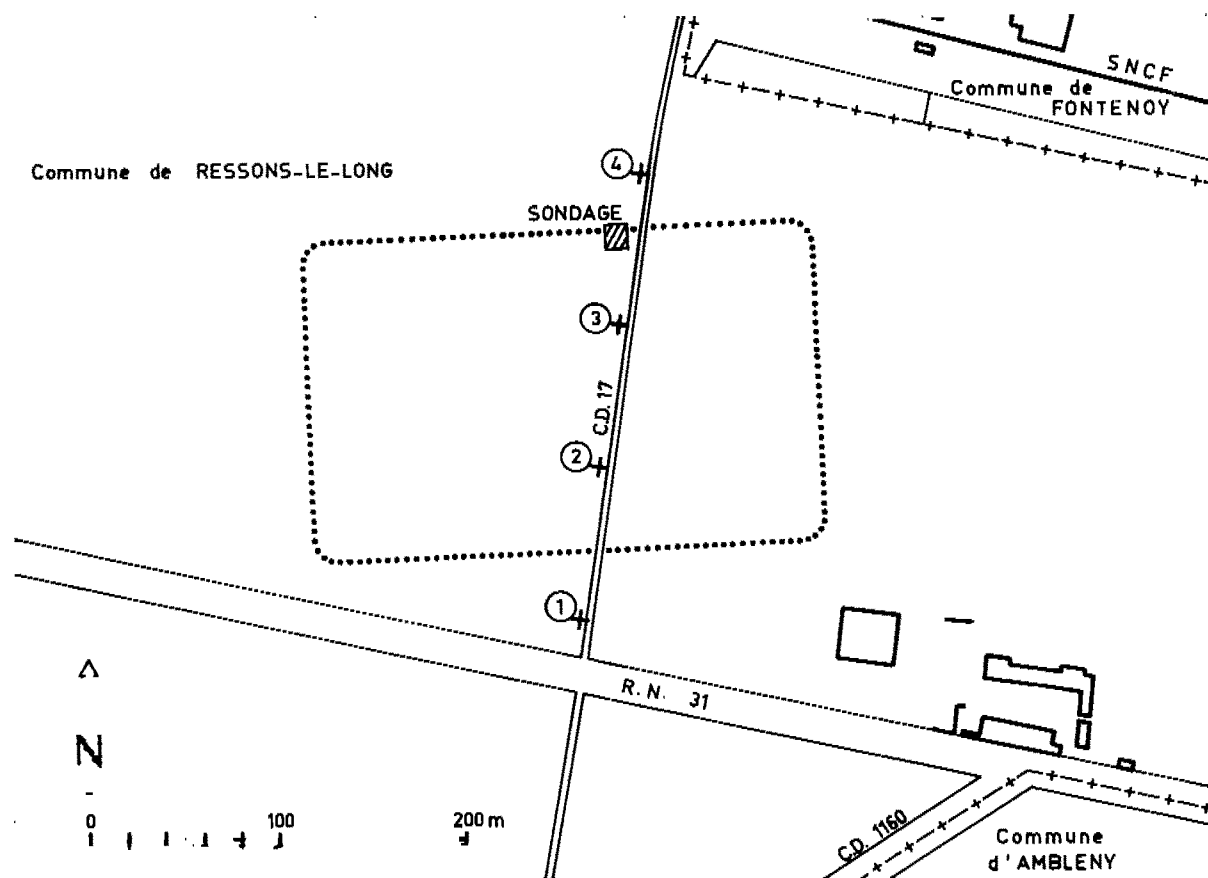 SNCF
Commune de
FONTENOY
Commune de RESSONS-LE-LONG
4
SONDAGE
3
C.D. 17
2
1
R.N. 31
N
0 100 200 m
C.D. 1160
Commune
d'AMBLENY